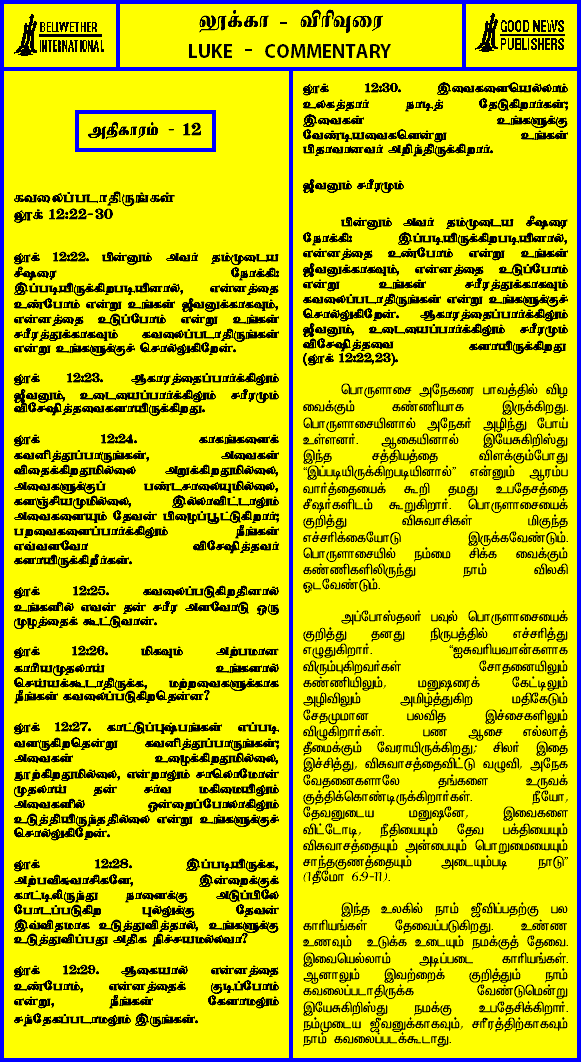 BELLWETHER
INTERNATIONAL
லூக்கா - விரிவுரை
LUKE - COMMENTARY
GOOD NEWS
PUBLISHERS
அதிகாரம் - 12
கவலைப்படாதிருங்கள்
லூக் 12:22-30
லூக் 12:22. பின்னும் அவர் தம்முடைய
சீஷரை நோக்கி:
இப்படியிருக்கிறபடியினால், என்னத்தை
உண்போம் என்று உங்கள் ஜீவனுக்காகவும்,
என்னத்தை உடுப்போம் என்று உங்கள்
சரீரத்துக்காகவும் கவலைப்படாதிருங்கள்
என்று உங்களுக்குச் சொல்லுகிறேன்.
லூக் 12:23. ஆகாரத்தைப்பார்க்கிலும்
ஜீவனும், உடையைப்பார்க்கிலும் சரீரமும்
விசேஷித்தவைகளாயிருக்கிறது.
லூக் 12:24. காகங்களைக்
கவனித்துப்பாருங்கள், அவைகள்
விதைக்கிறதுமில்லை அறுக்கிறதுமில்லை,
அவைகளுக்குப் பண்டசாலையுமில்லை,
களஞ்சியமுமில்லை, இல்லாவிட்டாலும்
அவைகளையும் தேவன் பிழைப்பூட்டுகிறார்;
பறவைகளைப்பார்க்கிலும் நீங்கள்
எவ்வளவோ விசேஷித்தவர்
களாயிருக்கிறீர்கள்.
லூக் 12:25. கவலைப்படுகிறதினால்
உங்களில் எவன் தன் சரீர அளவோடு ஒரு
முழத்தைக் கூட்டுவான்.
லூக் 12:26. மிகவும் அற்பமான
காரியமுதலாய் உங்களால்
செய்யக்கூடாதிருக்க, மற்றவைகளுக்காக
நீங்கள் கவலைப்படுகிறதென்ன?
லூக் 12:27. காட்டுப்புஷ்பங்கள் எப்படி
வளருகிறதென்று கவனித்துப்பாருங்கள்;
அவைகள் உழைக்கிறதுமில்லை,
நூற்கிறதுமில்லை, என்றாலும் சாலொமோன்
முதலாய் தன் சர்வ மகிமையிலும்
அவைகளில் ஒன்றைப்போலாகிலும்
உடுத்தியிருந்ததில்லை என்று உங்களுக்குச்
சொல்லுகிறேன்.
லூக் 12:28. இப்படியிருக்க,
அற்பவிசுவாசிகளே, இன்றைக்குக்
காட்டிலிருந்து நாளைக்கு அடுப்பிலே
போடப்படுகிற புல்லுக்கு தேவன்
இவ்விதமாக உடுத்துவித்தால், உங்களுக்கு
உடுத்துவிப்பது அதிக நிச்சயமல்லவா?
லூக் 12:29. ஆகையால் என்னத்தை
உண்போம், என்னத்தைக் குடிப்போம்
என்று, நீங்கள் கேளாமலும்
சந்தேகப்படாமலும் இருங்கள்.
லூக் 12:30. இவைகளையெல்லாம்
உலகத்தார் நாடித் தேடுகிறார்கள்;
இவைகள் உங்களுக்கு
வேண்டியவைகளென்று உங்கள்
பிதாவானவர் அறிந்திருக்கிறார்.
ஜீவனும் சரீரமும்
பின்னும் அவர் தம்முடைய சீஷரை
நோக்கி: இப்படியிருக்கிறபடியினால்,
என்னத்தை உண்போம் என்று உங்கள்
ஜீவனுக்காகவும், என்னத்தை உடுப்போம்
என்று உங்கள் சரீரத்துக்காகவும்
கவலைப்படாதிருங்கள் என்று உங்களுக்குச்
சொல்லுகிறேன். ஆகாரத்தைப்பார்க்கிலும்
ஜீவனும், உடையைப்பார்க்கிலும் சரீரமும்
விசேஷித்தவை களாயிருக்கிறது
(லூக் 12:22,23).
பொருளாசை அநேகரை பாவத்தில் விழ
வைக்கும் கண்ணியாக இருக்கிறது.
பொருளாசையினால் அநேகர் அழிந்து போய்
உள்ளனர். ஆகையினால் இயேசுகிறிஸ்து
இந்த சத்தியத்தை விளக்கும்போது
“இப்படியிருக்கிறபடியினால்” என்னும் ஆரம்ப
வார்த்தையைக் கூறி தமது உபதேசத்தை
சீஷர்களிடம் கூறுகிறார். பொருளாசையைக்
குறித்து விசுவாசிகள் மிகுந்த
எச்சரிக்கையோடு இருக்கவேண்டும்.
பொருளாசையில் நம்மை சிக்க வைக்கும்
கண்ணிகளிலிருந்து நாம் விலகி
ஓடவேண்டும்.
அப்போஸ்தலர் பவுல் பொருளாசையைக்
குறித்து தனது நிருபத்தில் எச்சரித்து
எழுதுகிறார். “ஐசுவரியவான்களாக
விரும்புகிறவர்கள் சோதனையிலும்
கண்ணியிலும், மனுஷரைக் கேட்டிலும்
அழிவிலும் அமிழ்த்துகிற மதிகேடும்
சேதமுமான பலவித இச்சைகளிலும்
விழுகிறார்கள். பண ஆசை எல்லாத்
தீமைக்கும் வேராயிருக்கிறது; சிலர் இதை
இச்சித்து, விசுவாசத்தைவிட்டு வழுவி, அநேக
வேதனைகளாலே தங்களை உருவக்
குத்திக்கொண்டிருக்கிறார்கள். நீயோ,
தேவனுடைய மனுஷனே, இவைகளை
விட்டோடி, நீதியையும் தேவ பக்தியையும்
விசுவாசத்தையும் அன்பையும் பொறுமையையும்
சாந்தகுணத்தையும் அடையும்படி நாடு”
(1தீமோ 6.9-11).
இந்த உலகில் நாம் ஜீவிப்பதற்கு பல
காரியங்கள் தேவைப்படுகிறது. உண்ண
உணவும் உடுக்க உடையும் நமக்குத் தேவை.
இவையெல்லாம் அடிப்படை காரியங்கள்.
ஆனாலும் இவற்றைக் குறித்தும் நாம்
கவலைப்படாதிருக்க வேண்டுமென்று
இயேசுகிறிஸ்து நமக்கு உபதேசிக்கிறார்.
நம்முடைய ஜீவனுக்காகவும், சரீரத்திற்காகவும்
நாம் கவலைப்படக்கூடாது.